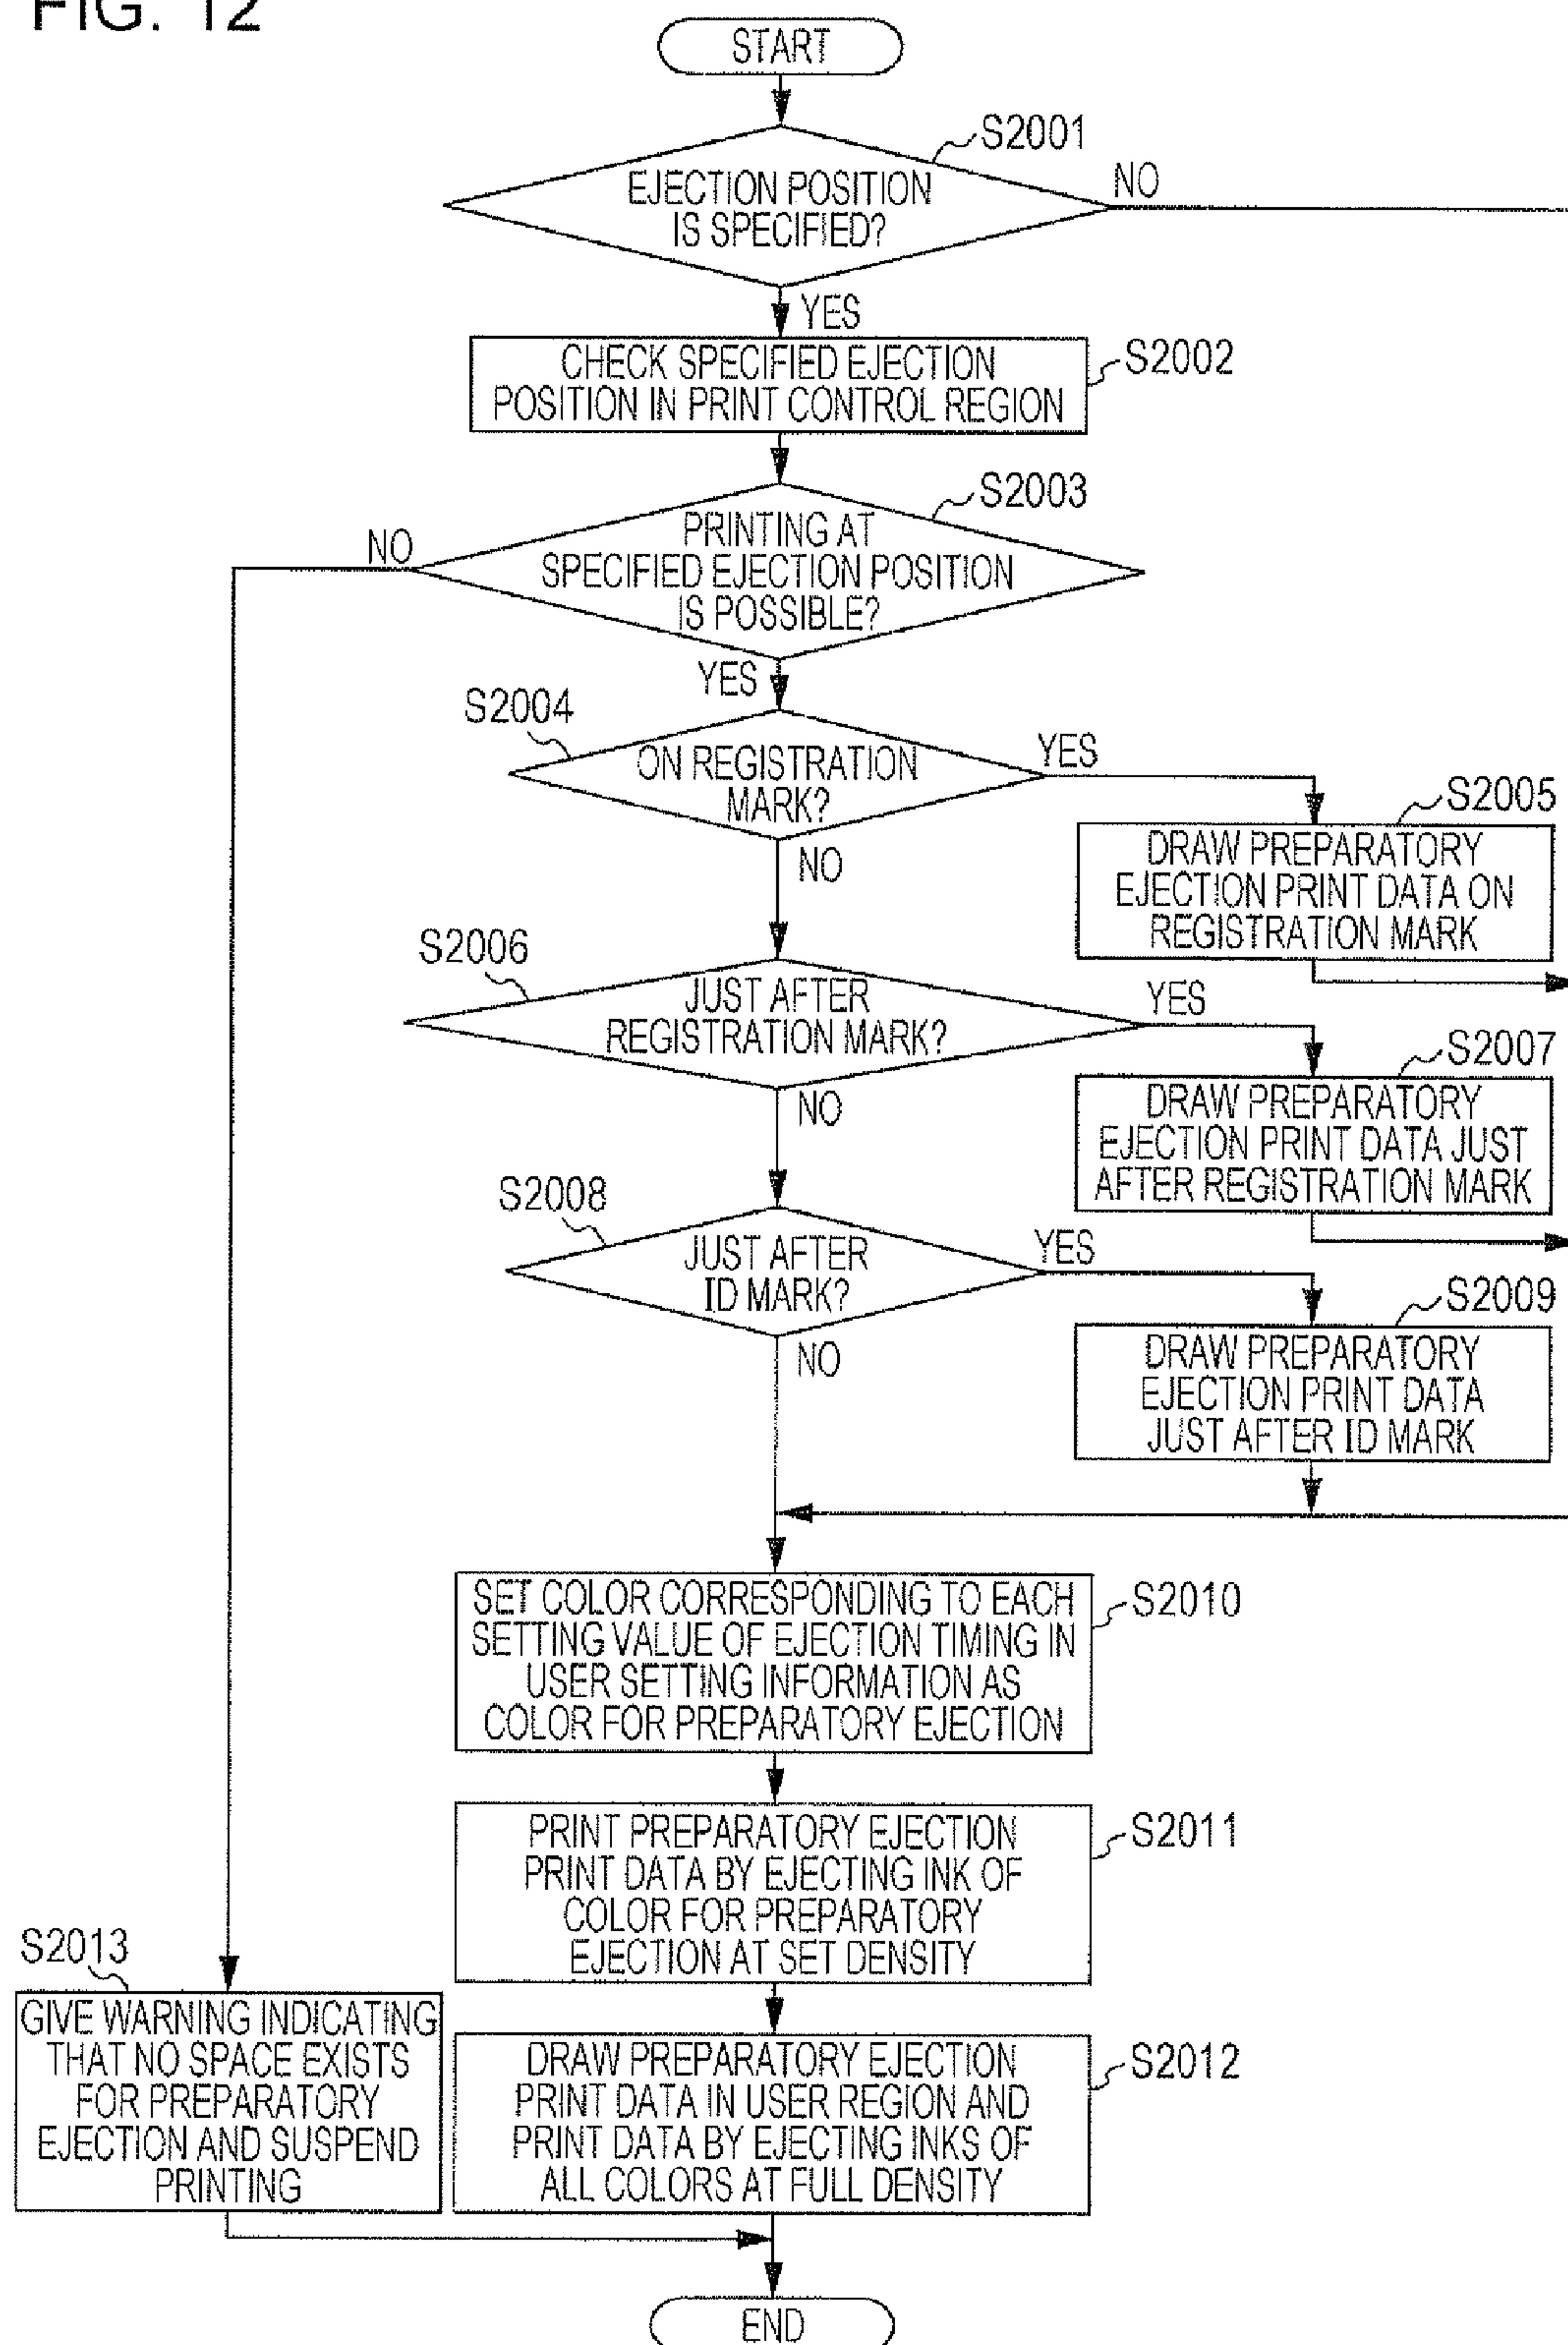 FIG. 12
START
S2001
EJECTION POSITION
IS SPECIFIED?
NO
YES
CHECK SPECIFIED EJECTION
POSITION IN PRINT CONTROL REGION
S2002
S2003
PRINTING AT
SPECIFIED EJECTION POSITION
IS POSSIBLE?
NO
YES
S2004
ON REGISTRATION
MARK?
YES
NO
S2005
DRAW PREPARATORY
EJECTION PRINT DATA ON
REGISTRATION MARK
S2006
JUST AFTER
REGISTRATION MARK?
YES
NO
S2007
DRAW PREPARATORY
EJECTION PRINT DATA JUST
AFTER REGISTRATION MARK
S2008
JUST AFTER
ID MARK?
YES
NO
S2009
DRAW PREPARATORY
EJECTION PRINT DATA
JUST AFTER ID MARK
SET COLOR CORRESPONDING TO EACH
SETTING VALUE OF EJECTION TIMING IN
USER SETTING INFORMATION AS
COLOR FOR PREPARATORY EJECTION
S2010
PRINT PREPARATORY EJECTION
PRINT DATA BY EJECTING INK OF
COLOR FOR PREPARATORY
EJECTION AT SET DENSITY
S2011
S2013
GIVE WARNING INDICATING
THAT NO SPACE EXISTS
FOR PREPARATORY
EJECTION AND SUSPEND
PRINTING
DRAW PREPARATORY EJECTION
PRINT DATA IN USER REGION AND
PRINT DATA BY EJECTING INKS OF
ALL COLORS AT FULL DENSITY
S2012
END